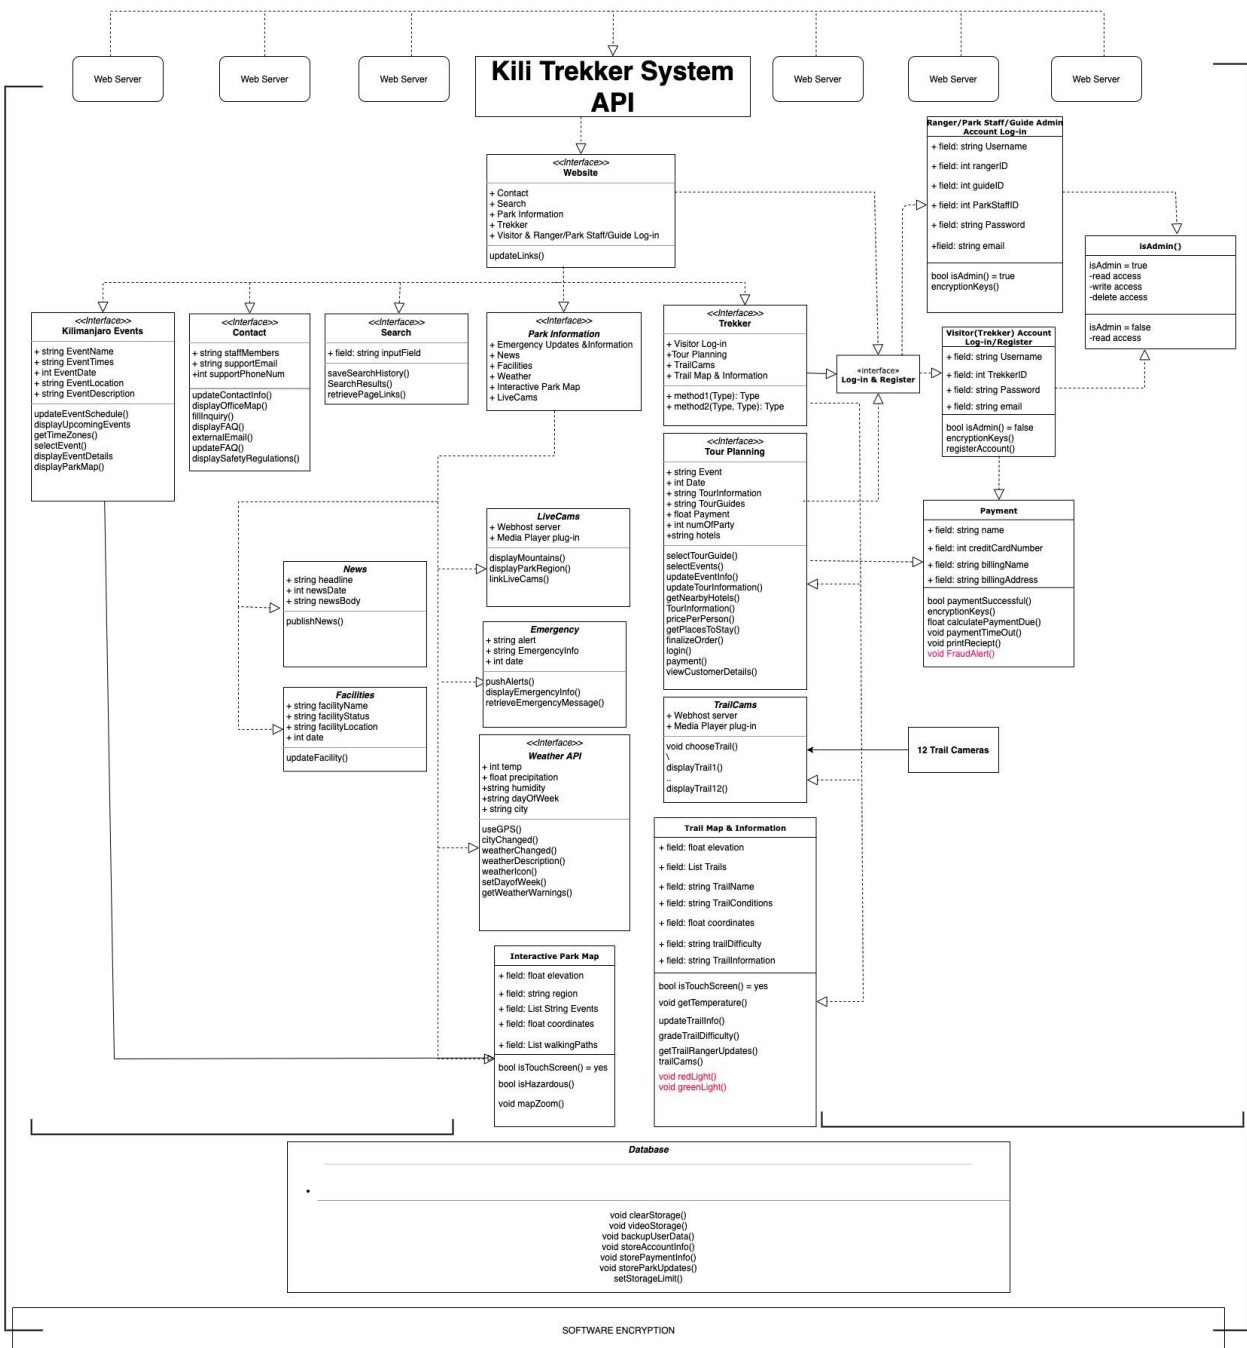 Web Server
Web Server
Web Server
Kili Trekker System
API
Web Server
Web Server
Web Server
<<Interface>>
Website
+ Contact
+ Search
+ Park Information
+ Trekker
+ Visitor & Ranger/Park Staff/Guide Log-in
updateLinks()
Ranger/Park Staff/Guide Admin
Account Log-in
+ field: string Username
+ field: int rangerID
+ field: int guideID
+ field: int ParkStaffID
+ field: string Password
+field: string email
bool isAdmin() = true
encryptionKeys()
isAdmin()
isAdmin = true
-read access
-write access
-delete access
isAdmin = false
-read access
<<Interface>>
Kilimanjaro Events
+ string EventName
+ string EventTimes
+ int EventDate
+ string EventLocation
+ string EventDescription
updateEventSchedule()
displayUpcomingEvents
getTimeZones()
selectEvent()
displayEventDetails
displayParkMap()
<<Interface>>
Contact
+ string staffMembers
+ string supportEmail
+int supportPhoneNum
updateContactInfo()
displayOfficeMap()
fillInquiry()
displayFAQ()
externalEmail()
updateFAQ()
displaySafetyRegulations()
<<Interface>>
Search
+ field: string inputField
saveSearchHistory()
SearchResults()
retrievePageLinks()
<<Interface>>
Park Information
+ Emergency Updates &Information
+ News
+ Facilities
+ Weather
+ Interactive Park Map
+ LiveCams
<<Interface>>
Trekker
+ Visitor Log-in
+Tour Planning
+ TrailCams
+ Trail Map & Information
+ method1(Type): Type
+ method2(Type, Type): Type
«interface»
Log-in & Register
Visitor(Trekker) Account
Log-in/Register
+ field: string Username
+ field: int TrekkerID
+ field: string Password
+ field: string email
bool isAdmin() = false
encryptionKeys()
registerAccount()
<<Interface>>
Tour Planning
+ string Event
+ int Date
+ string TourInformation
+ string TourGuides
+ float Payment
+ int numOfParty
+string hotels
selectTourGuide()
selectEvents()
updateEventInfo()
updateTourInformation()
getNearbyHotels()
TourInformation()
pricePerPerson()
getPlacesToStay()
finalizeOrder()
login()
payment()
viewCustomerDetails()
Payment
+ field: string name
+ field: int creditCardNumber
+ field: string billingName
+ field: string billingAddress
bool paymentSuccessful()
encryptionKeys()
float calculatePaymentDue()
void paymentTimeOut()
void printReciept()
void FraudAlert()
LiveCams
+ Webhost server
+ Media Player plug-in
displayMountains()
displayParkRegion()
linkLiveCams()
News
+ string headline
+ int newsDate
+ string newsBody
publishNews()
Emergency
+ string alert
+ string EmergencyInfo
+ int date
pushAlerts()
displayEmergencyInfo()
retrieveEmergencyMessage()
Facilities
+ string facilityName
+ string facilityStatus
+ string facilityLocation
+ int date
updateFacility()
TrailCams
+ Webhost server
+ Media Player plug-in
void chooseTrail()
\
displayTrail1()
..
displayTrail12()
12 Trail Cameras
<<Interface>>
Weather API
+ int temp
+ float precipitation
+string humidity
+string dayOfWeek
+ string city
useGPS()
cityChanged()
weatherChanged()
weatherDescription()
weatherIcon()
setDayofWeek()
getWeatherWarnings()
Trail Map & Information
+ field: float elevation
+ field: List Trails
+ field: string TrailName
+ field: string TrailConditions
+ field: float coordinates
+ field: string trailDifficulty
+ field: string TrailInformation
bool isTouchScreen() = yes
void getTemperature()
updateTrailInfo()
gradeTrailDifficulty()
getTrailRangerUpdates()
trailCams()
void redLight()
void greenLight()
Interactive Park Map
+ field: float elevation
+ field: string region
+ field: List String Events
+ field: float coordinates
+ field: List walkingPaths
bool isTouchScreen() = yes
bool isHazardous()
void mapZoom()
Database
•
void clearStorage()
void videoStorage()
void backupUserData()
void storeAccountInfo()
void storePaymentInfo()
void storeParkUpdates()
setStorageLimit()
SOFTWARE ENCRYPTION